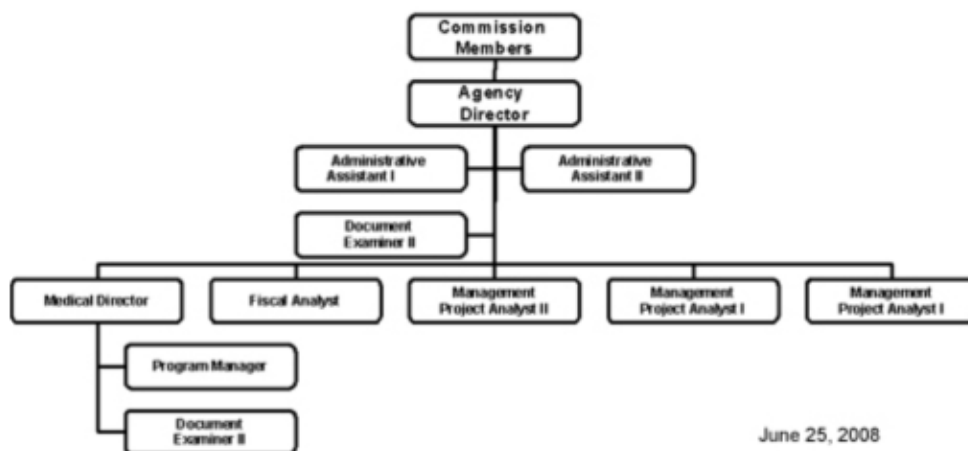 Commission
Members
Agency
Director
Administrative
Assistant I
Administrative
Assistant II
Document
Examiner II
Medical Director
Fiscal Analyst
Management
Project Analyst II
Management
Project Analyst I
Management
Project Analyst I
Program Manager
Document
Examiner II
June 25, 2008